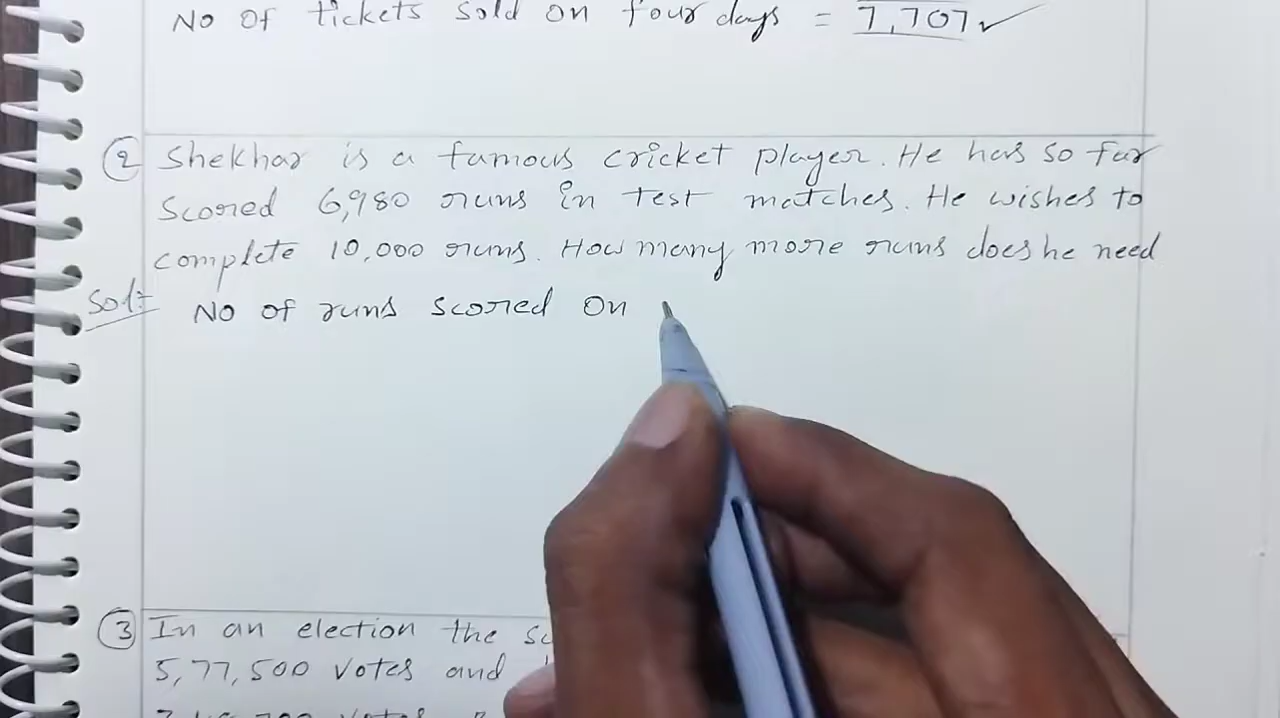 No of tickets sold on four days = 7,707 ✓
② Shekhar is a famous cricket player. He has so far
scored 6,980 runs in test matches. He wishes to
complete 10,000 runs. How many more runs does he need
Sol:- No of runs scored on
③ In an election the
5,77,500 votes and
votes